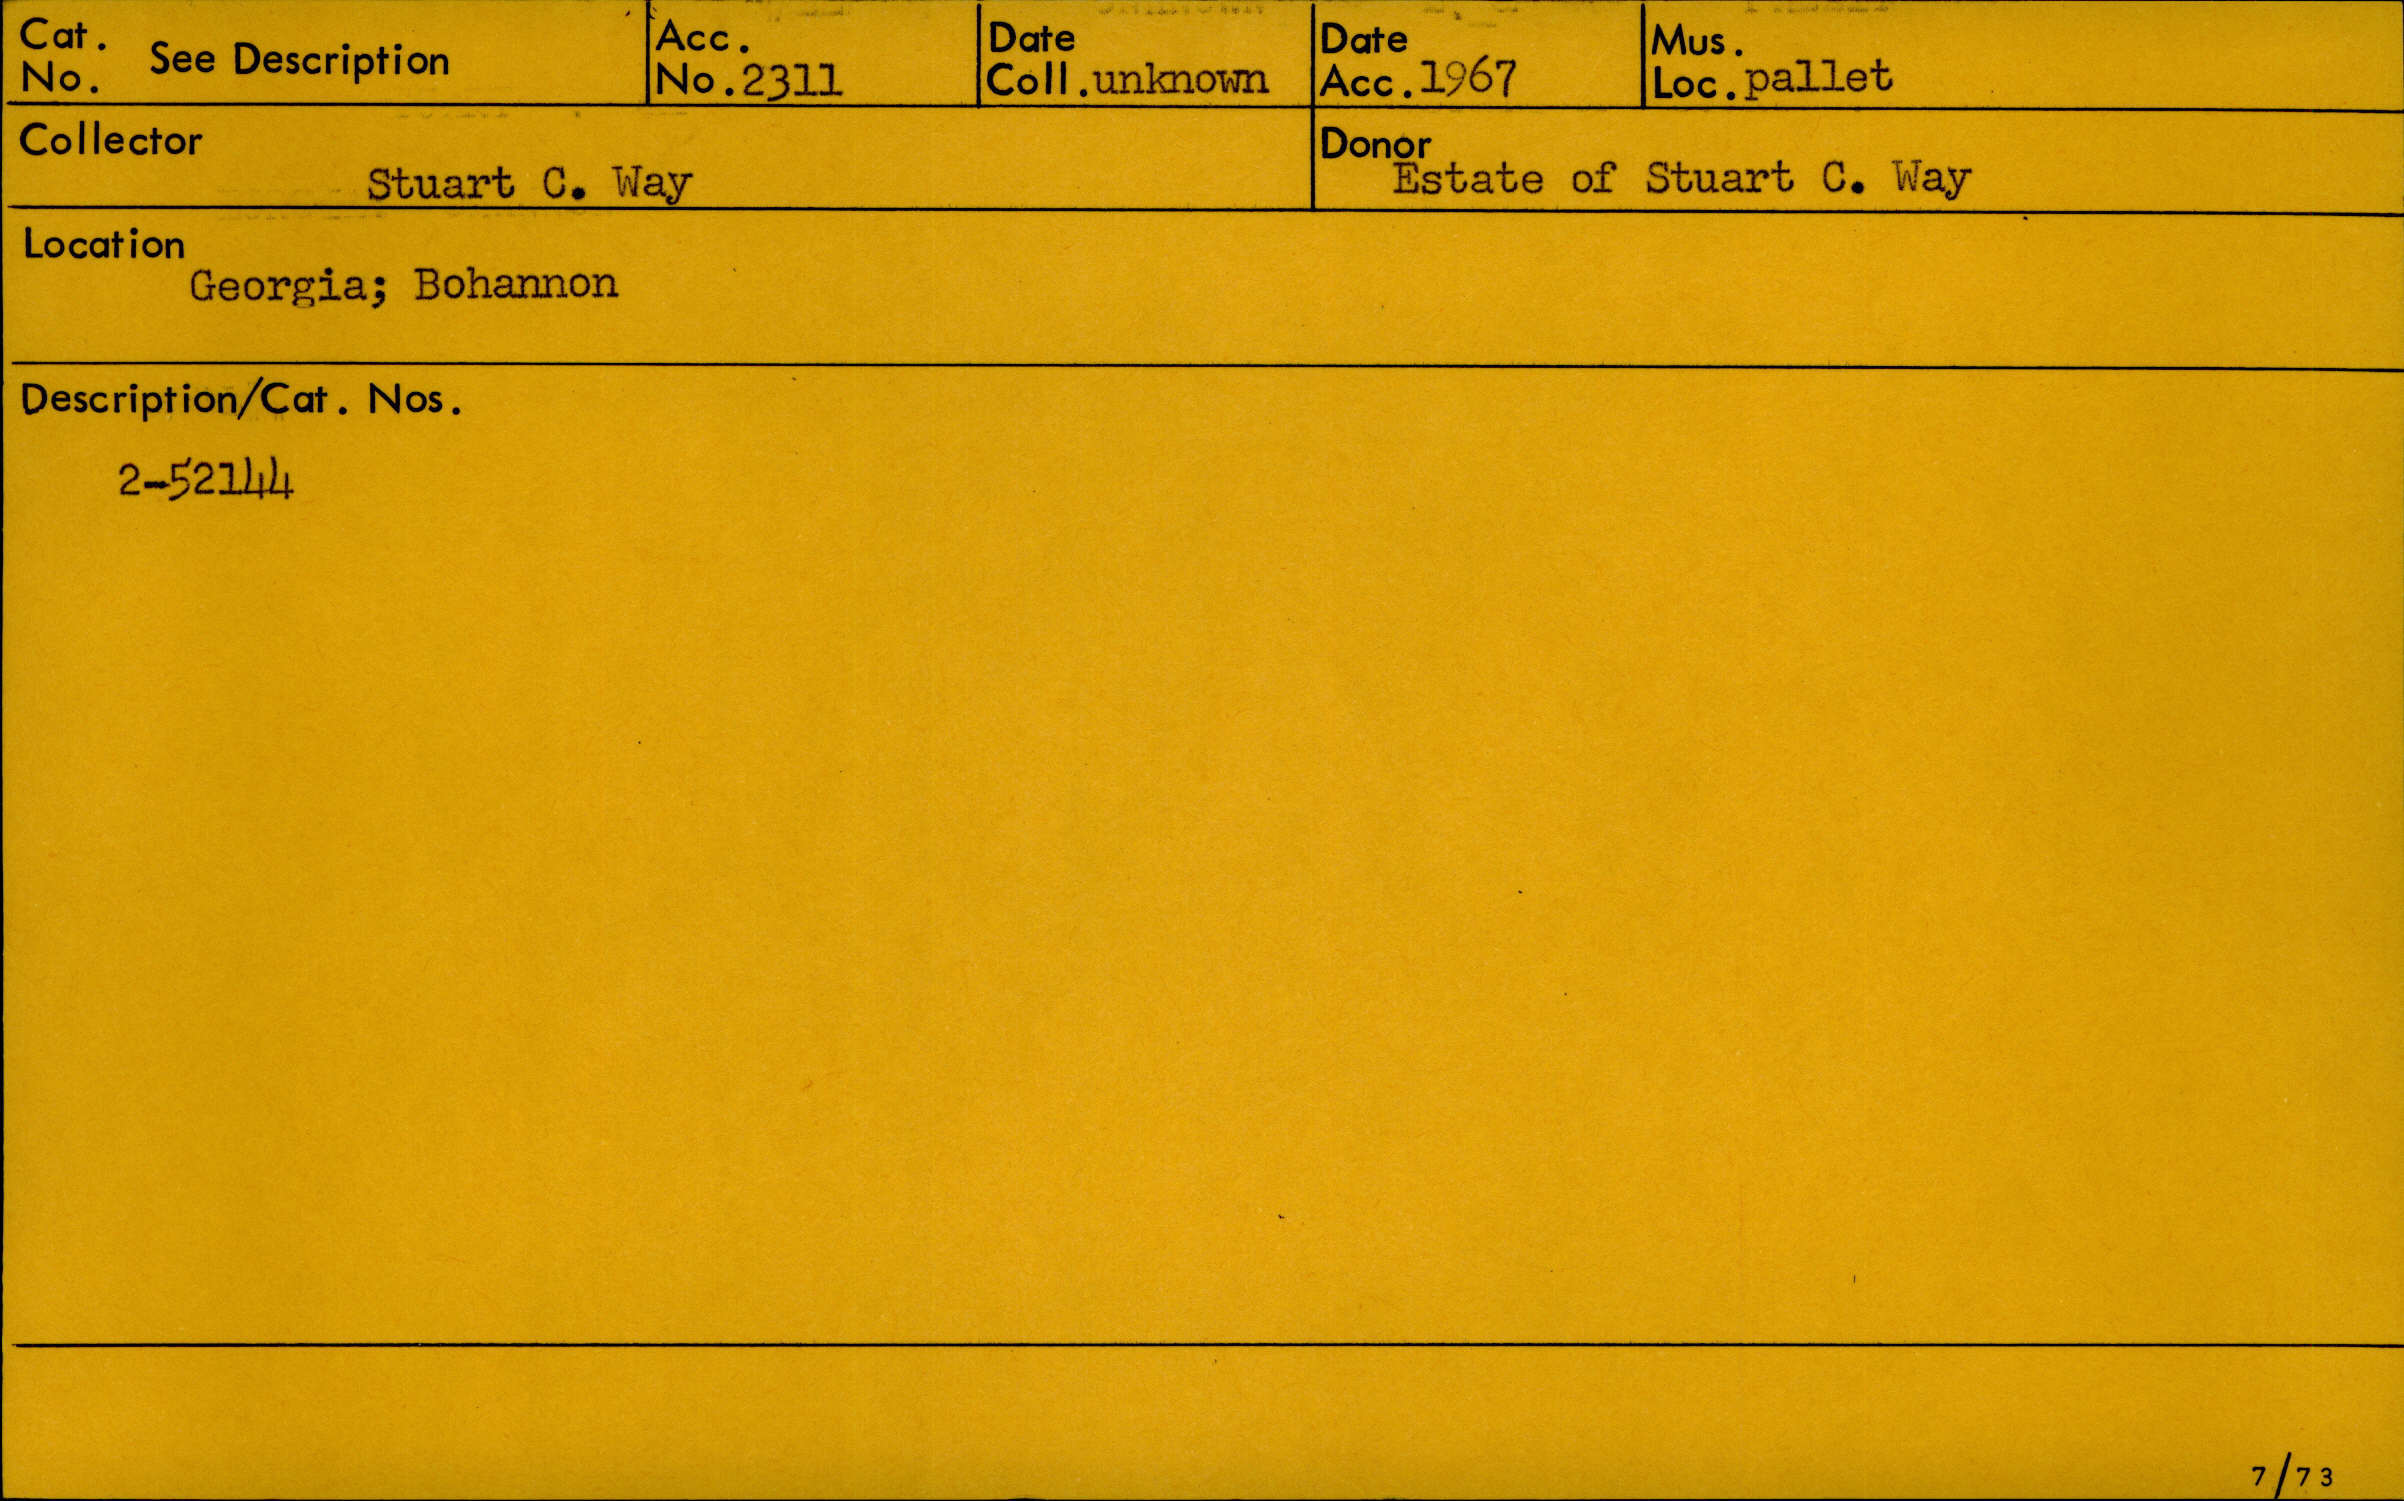 Cat. No. See Description
Acc. No. 2311
Date Coll. unknown
Date Acc. 1967
Mus. Loc. pallet
Collector
Stuart C. Way
Donor
Estate of Stuart C. Way
Location
Georgia; Bohannon
Description/Cat. Nos.
2-52144
7/73